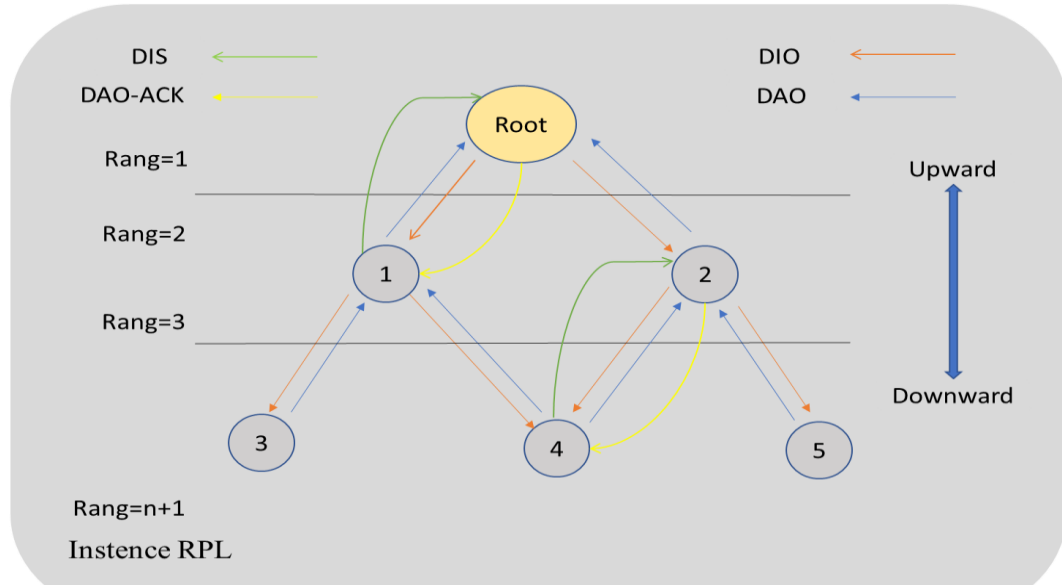 DIS
DIO
DAO-ACK
DAO
Root
Rang=1
Upward
Rang=2
1
2
Rang=3
Downward
3
4
5
Rang=n+1
Instence RPL